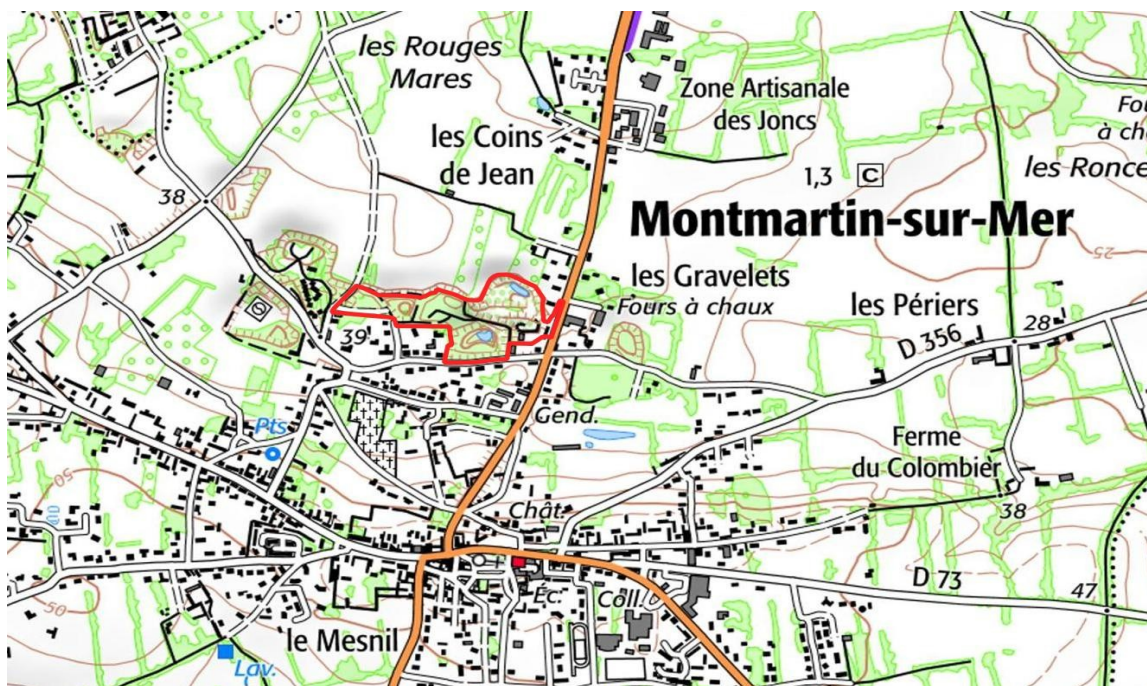 les Rouges
Mares
Zone Artisanale
des Joncs
les Coins
de Jean
à ch
les Ronce
1,3 C
38
Montmartin-sur-Mer
25
les Gravelets
Fours à chaux
les Périers
D 356
28
39
Gend.
Pts
Ferme
du Colombier
50
Chât.
38
D 73
47
Éc.
Coll.
50
le Mesnil
Lav.